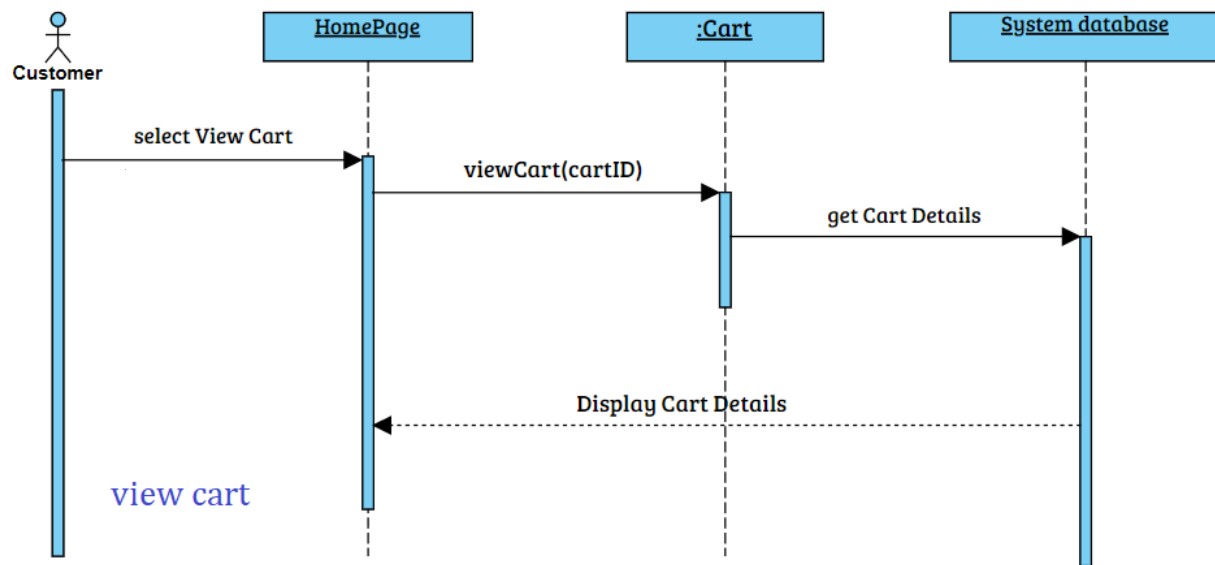 HomePage
:Cart
System database
Customer
select View Cart
viewCart(cartID)
get Cart Details
Display Cart Details
view cart